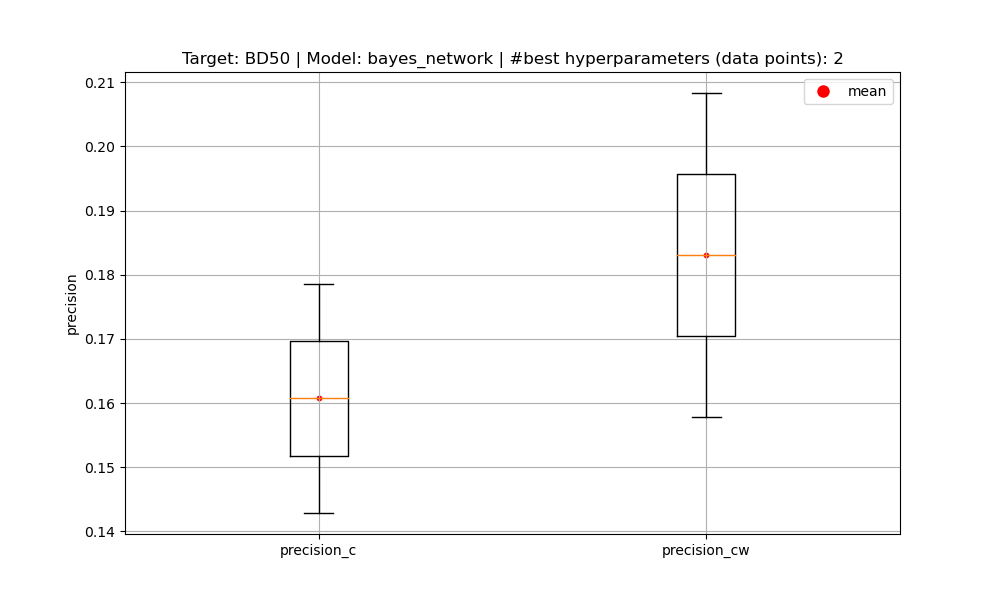 Target: BD50 | Model: bayes_network | #best hyperparameters (data points): 2
mean
0.21
0.20
0.19
0.18
0.17
0.16
0.15
0.14
precision
precision_c
precision_cw